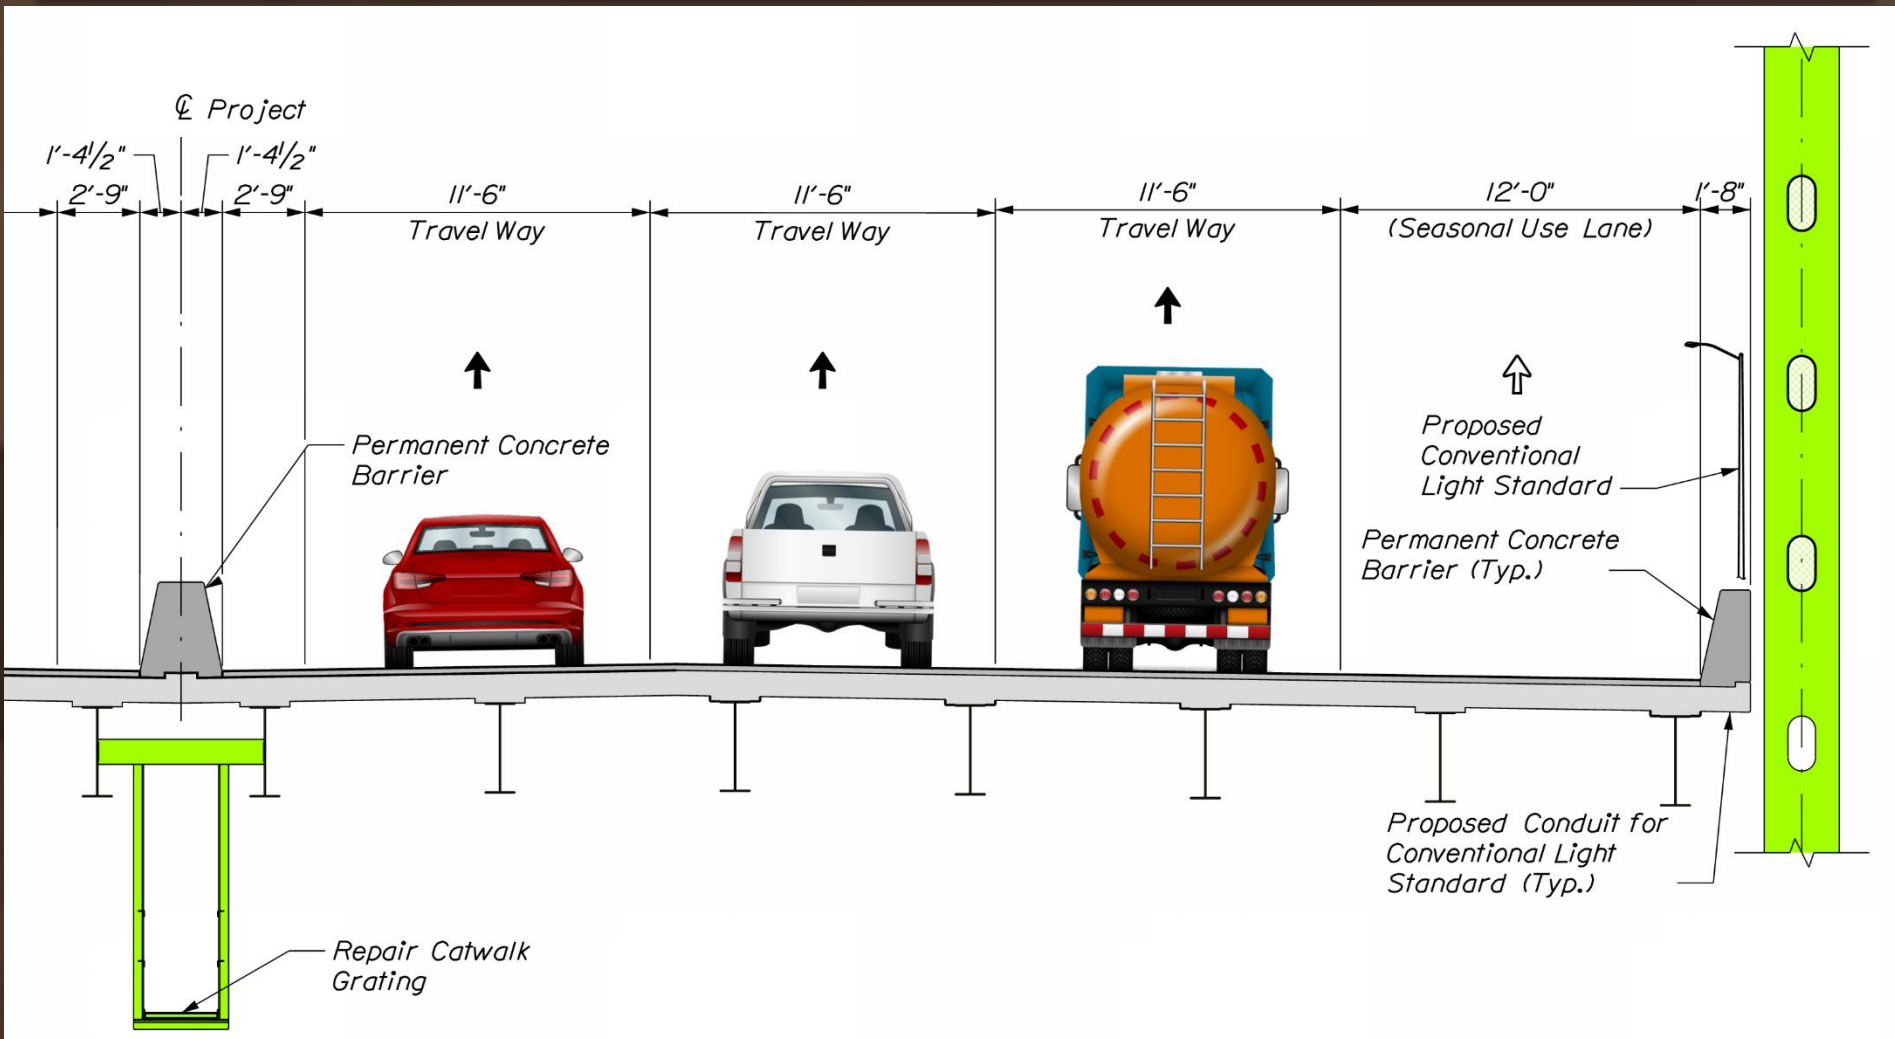 ℄ Project
1'-4½" 1'-4½"
2'-9" 2'-9" 11'-6" 11'-6" 11'-6" 12'-0" 1'-8"
Travel Way Travel Way Travel Way (Seasonal Use Lane)
Permanent Concrete
Barrier
Proposed
Conventional
Light Standard
Permanent Concrete
Barrier (Typ.)
Proposed Conduit for
Conventional Light
Standard (Typ.)
Repair Catwalk
Grating